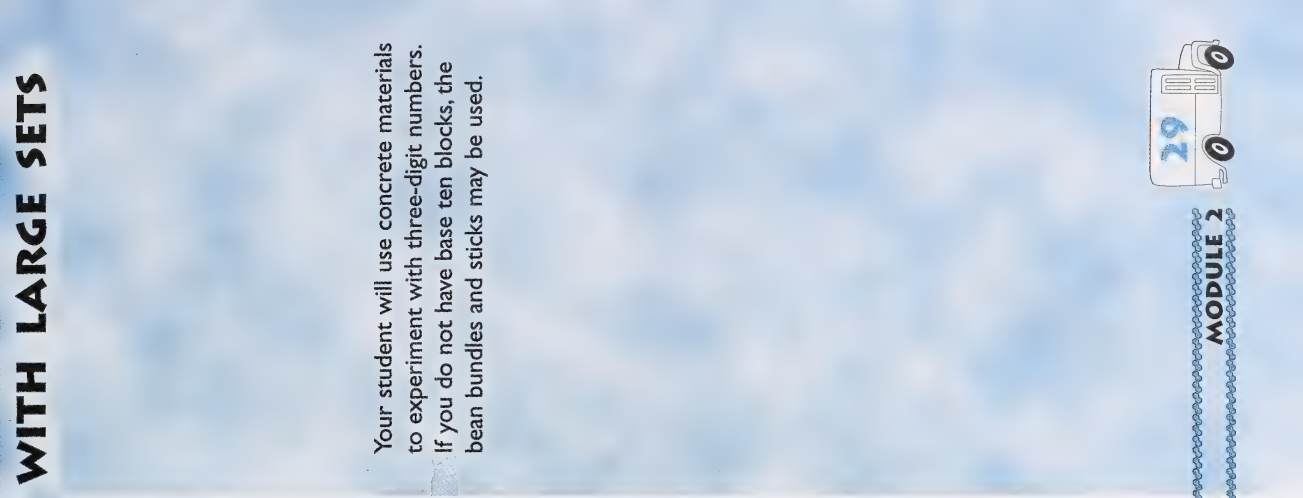 WITH LARGE SETS
Your student will use concrete materials
to experiment with three-digit numbers.
If you do not have base ten blocks, the
bean bundles and sticks may be used.
MODULE 2
29